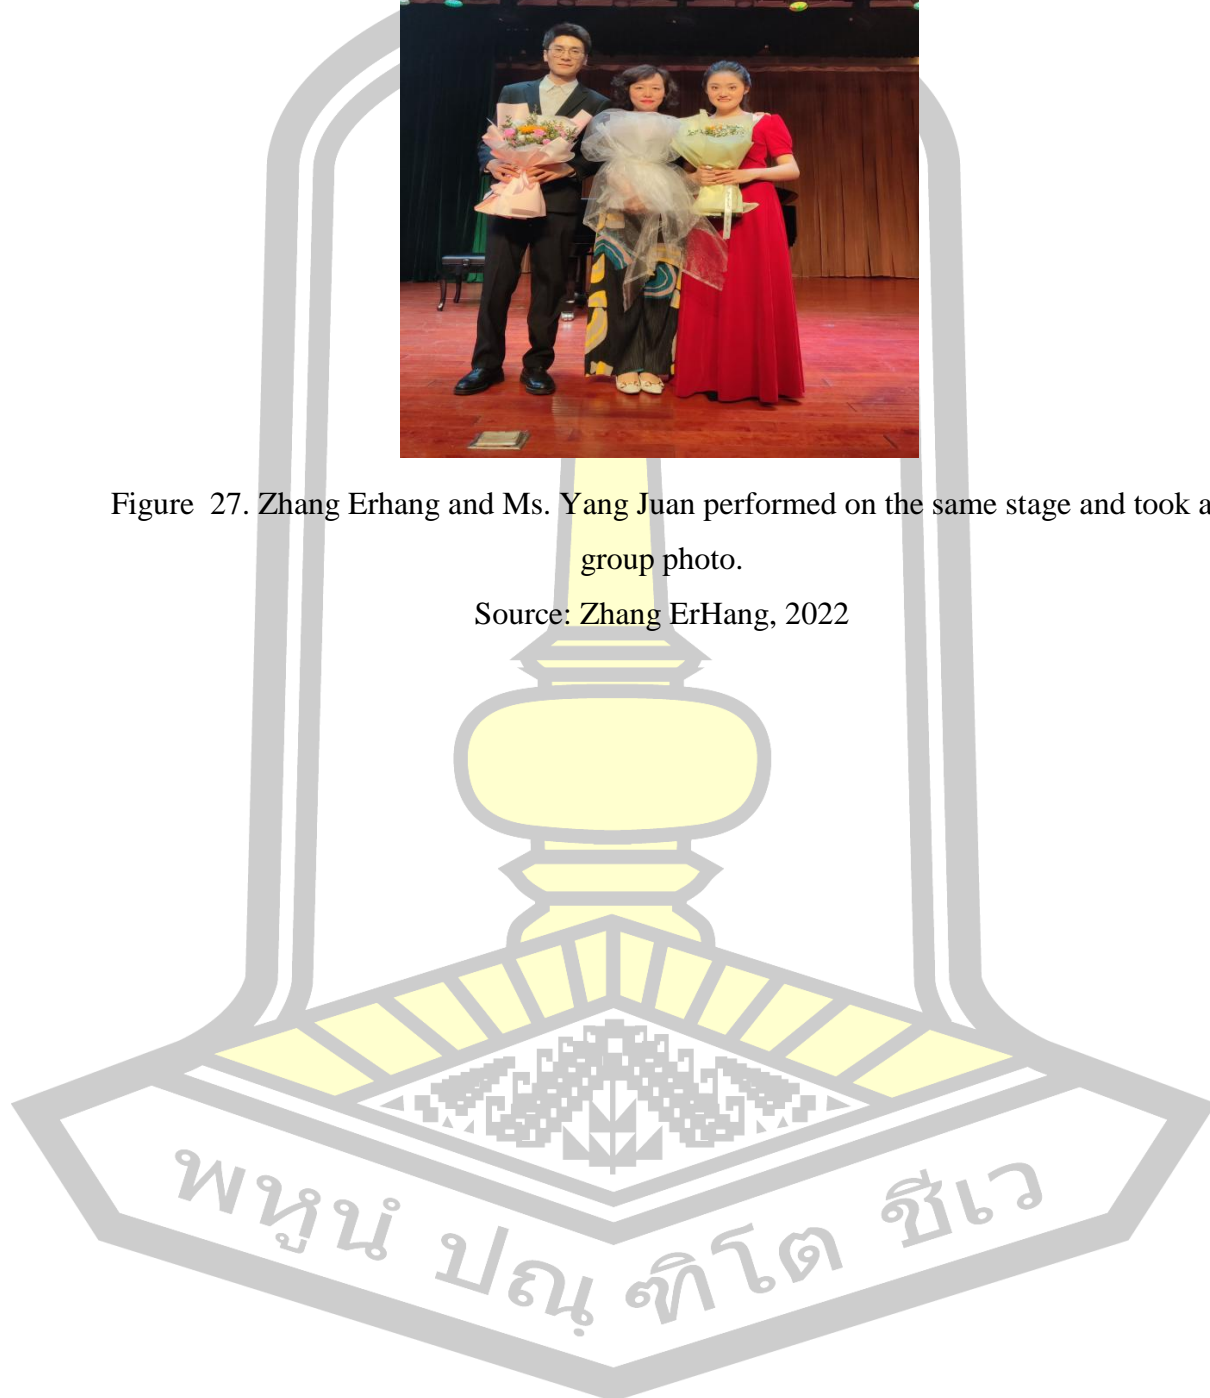 Figure  27. Zhang Erhang and Ms. Yang Juan performed on the same stage and took a
group photo.
Source: Zhang ErHang, 2022
พหูนํ ปณฺฑิโต ชีเว